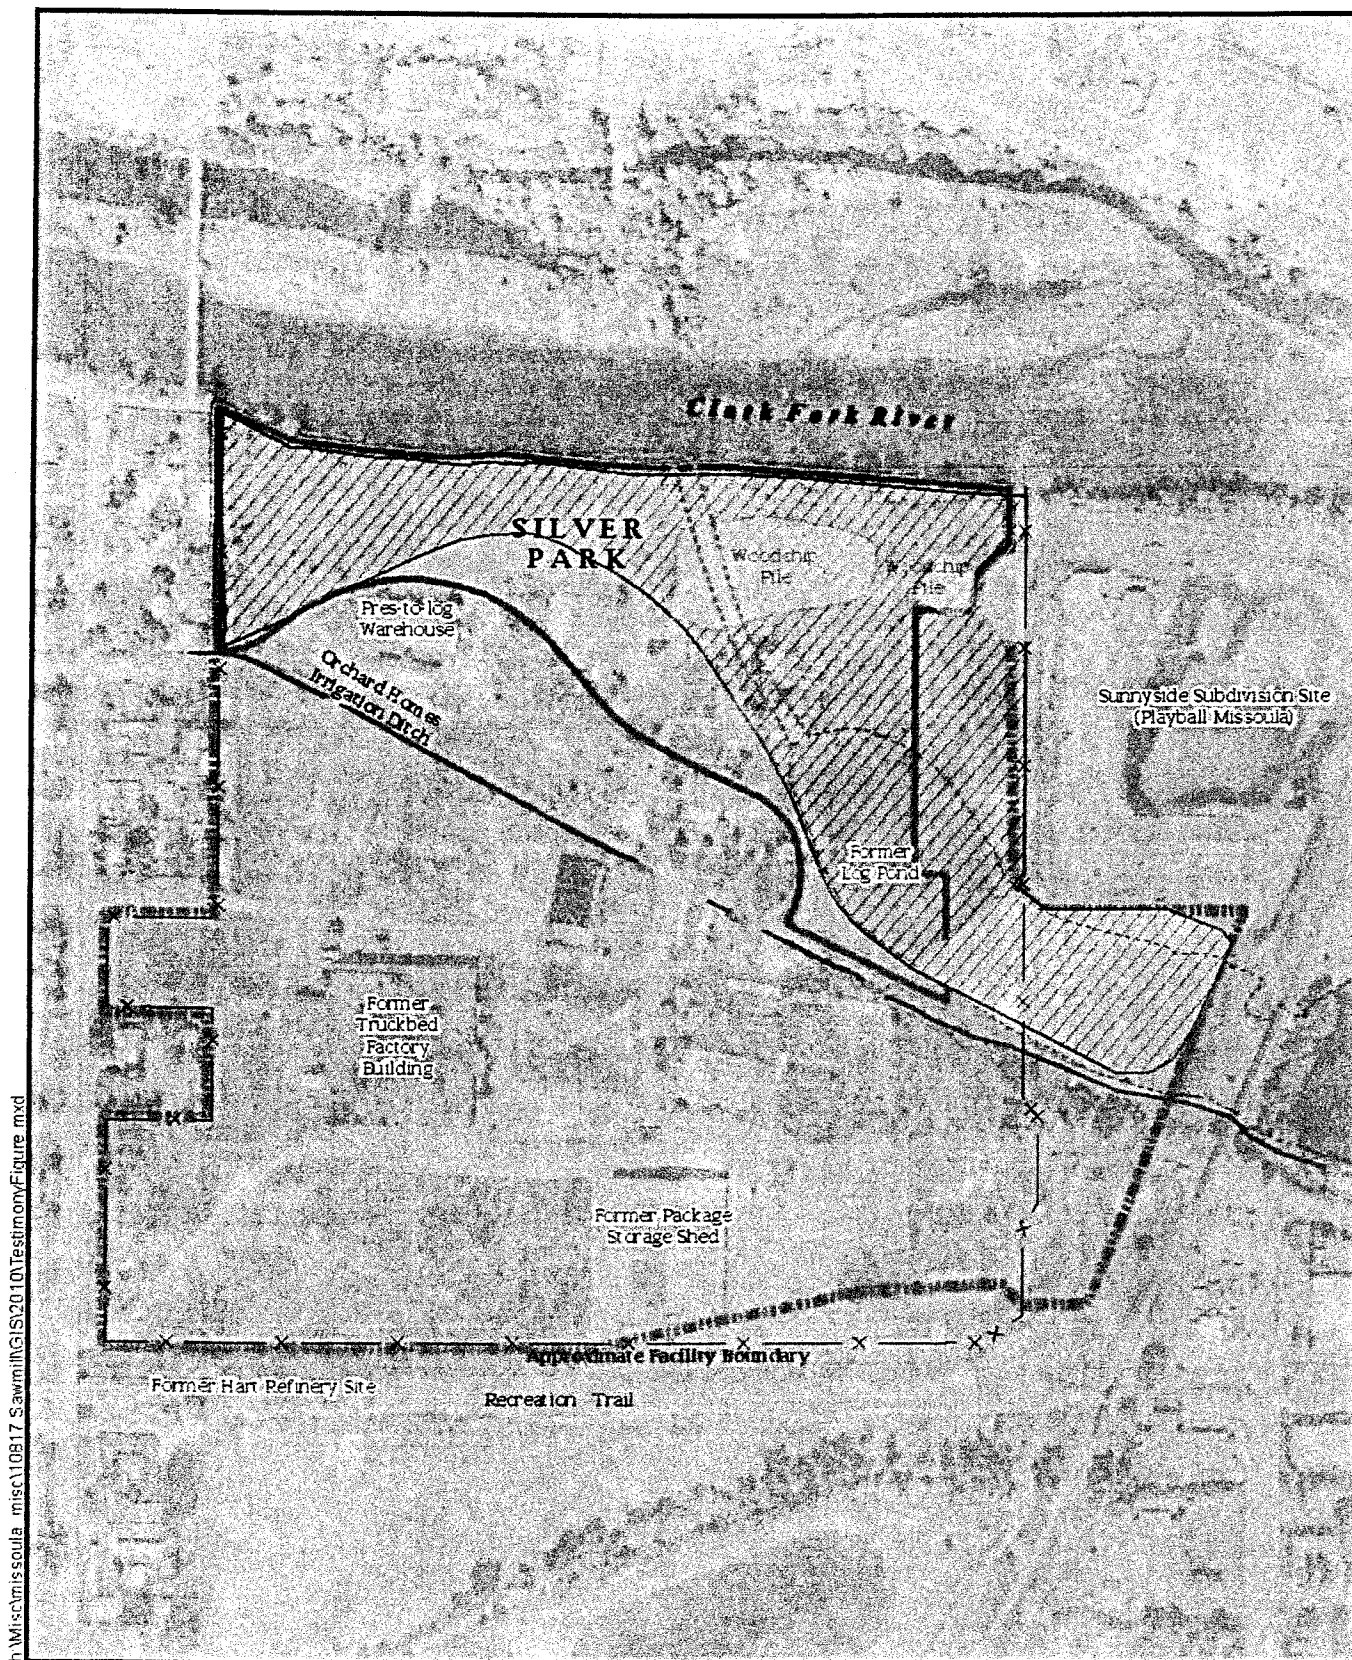 Clark Fork River
SILVER
PARK
Woodchip
Pile
Woodchip
Pile
Pres-to-log
Warehouse
Orchard Homes
Irrigation Ditch
Sunnyside Subdivision Site
(Playball Missoula)
Former
Log Pond
Former
Truckbed
Factory
Building
Former Package
Storage Shed
Approximate Facility Boundary
Former Hart Refinery Site
Recreation Trail
h:\Misc\missoula_misc\10817_Sawmill\GIS\2010\TestimonyFigure.mxd